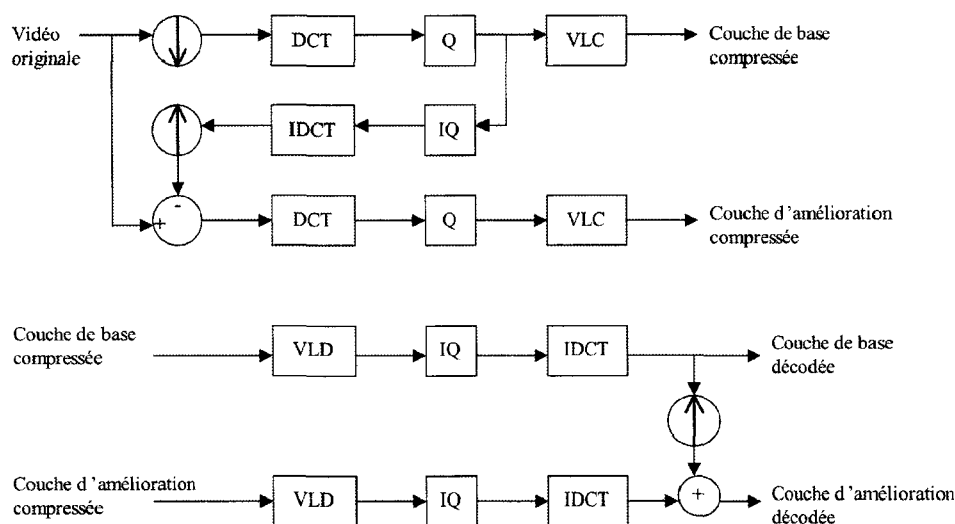 Vidéo
originale
DCT
Q
VLC
Couche de base
compressée
IDCT
IQ
-
+
DCT
Q
VLC
Couche d'amélioration
compressée
Couche de base
compressée
VLD
IQ
IDCT
Couche de base
décodée
Couche d'amélioration
compressée
VLD
IQ
IDCT
+
Couche d'amélioration
décodée